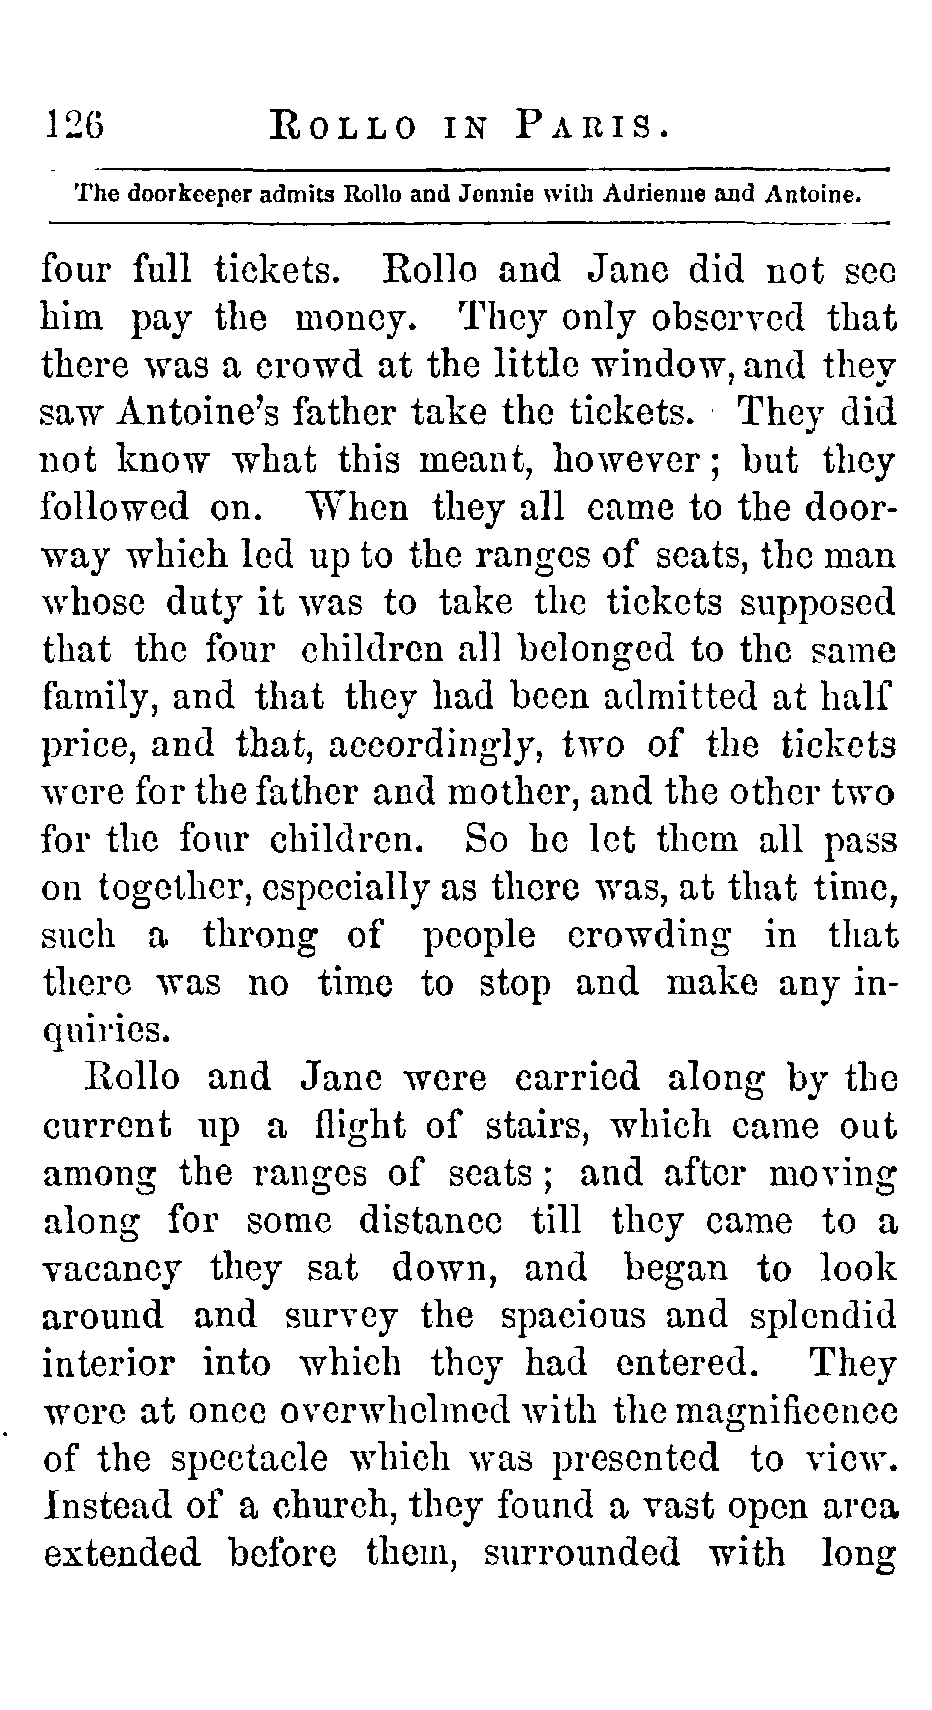 126 ROLLO IN PARIS.
The doorkeeper admits Rollo and Jennie with Adrienne and Antoine.
four full tickets. Rollo and Jane did not see
him pay the money. They only observed that
there was a crowd at the little window, and they
saw Antoine's father take the tickets. They did
not know what this meant, however; but they
followed on. When they all came to the door-
way which led up to the ranges of seats, the man
whose duty it was to take the tickets supposed
that the four children all belonged to the same
family, and that they had been admitted at half
price, and that, accordingly, two of the tickets
were for the father and mother, and the other two
for the four children. So he let them all pass
on together, especially as there was, at that time,
such a throng of people crowding in that
there was no time to stop and make any in-
quiries.
Rollo and Jane were carried along by the
current up a flight of stairs, which came out
among the ranges of seats; and after moving
along for some distance till they came to a
vacancy they sat down, and began to look
around and survey the spacious and splendid
interior into which they had entered. They
were at once overwhelmed with the magnificence
of the spectacle which was presented to view.
Instead of a church, they found a vast open area
extended before them, surrounded with long